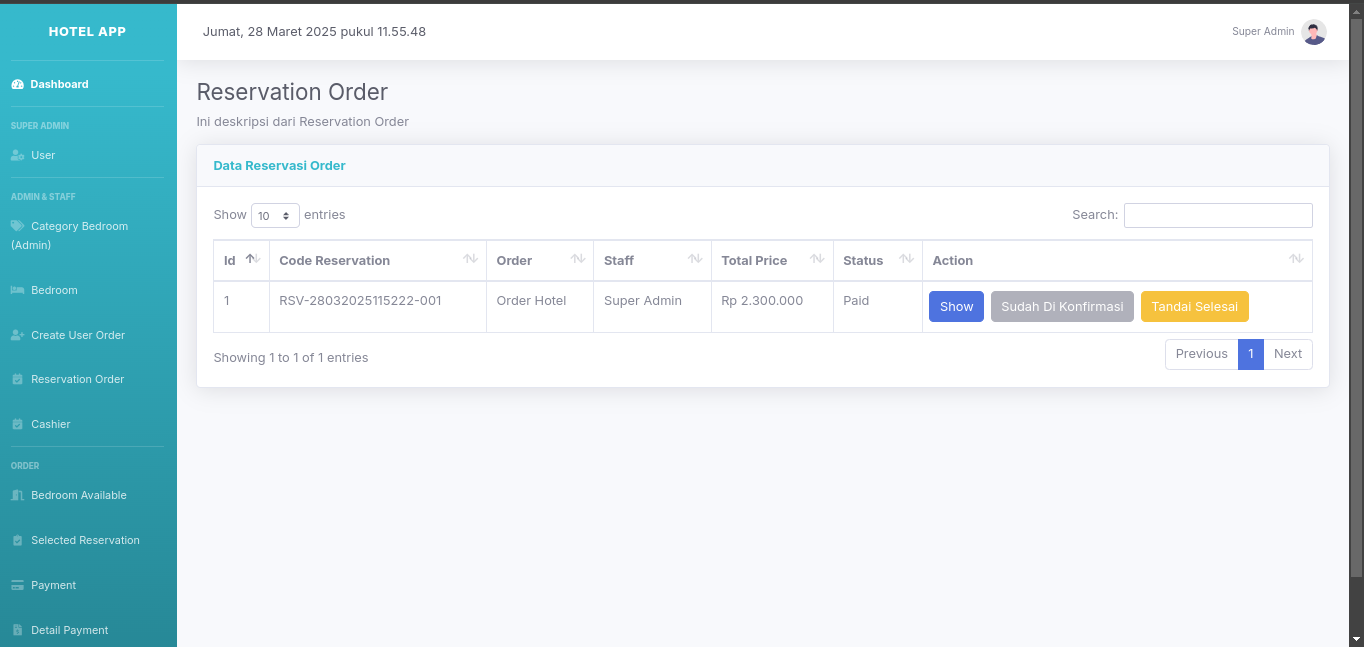 HOTEL APP
Dashboard
SUPER ADMIN
User
ADMIN & STAFF
Category Bedroom
(Admin)
Bedroom
Create User Order
Reservation Order
Cashier
ORDER
Bedroom Available
Selected Reservation
Payment
Detail Payment
Jumat, 28 Maret 2025 pukul 11.55.48
Super Admin
Reservation Order
Ini deskripsi dari Reservation Order
Data Reservasi Order
Show 10 entries
Search:
Id Code Reservation Order Staff Total Price Status Action
1 RSV-28032025115222-001 Order Hotel Super Admin Rp 2.300.000 Paid Show Sudah Di Konfirmasi Tandai Selesai
Showing 1 to 1 of 1 entries
Previous 1 Next